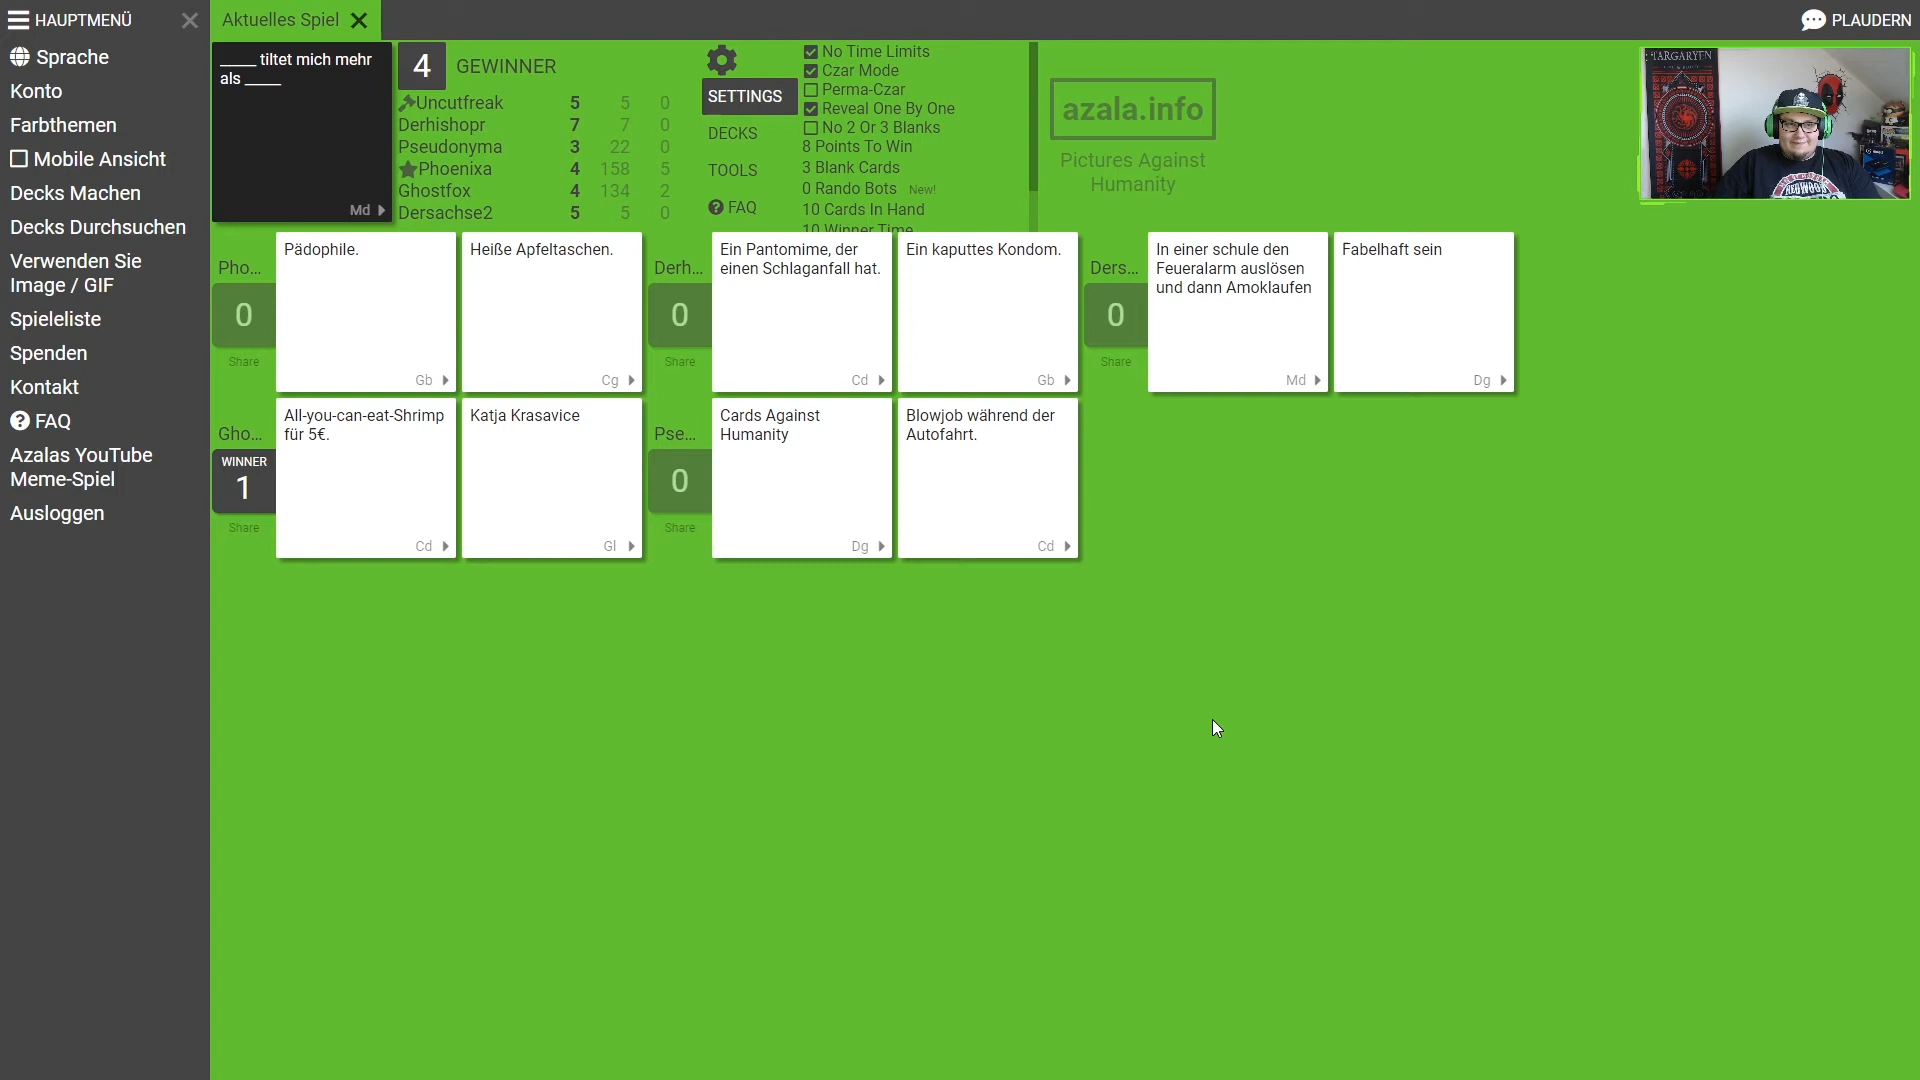 HAUPTMENÜ
Sprache
Konto
Farbthemen
Mobile Ansicht
Decks Machen
Decks Durchsuchen
Verwenden Sie
Image / GIF
Spieleliste
Spenden
Kontakt
FAQ
Azalas YouTube
Meme-Spiel
Ausloggen
Aktuelles Spiel
PLAUDERN
____ tiltet mich mehr
als ____
Md
4 GEWINNER
Uncutfreak 5 5 0
Derhishopr 7 7 0
Pseudonyma 3 22 0
Phoenixa 4 158 5
Ghostfox 4 134 2
Dersachse2 5 5 0
SETTINGS
DECKS
TOOLS
FAQ
No Time Limits
Czar Mode
Perma-Czar
Reveal One By One
No 2 Or 3 Blanks
8 Points To Win
3 Blank Cards
0 Rando Bots New!
10 Cards In Hand
10 Winner Time
azala.info
Pictures Against
Humanity
TARGARYEN
Pho...
0
Share
Pädophile.
Gb
Heiße Apfeltaschen.
Cg
Derh...
0
Share
Ein Pantomime, der
einen Schlaganfall hat.
Cd
Ein kaputtes Kondom.
Gb
Ders...
0
Share
In einer schule den
Feueralarm auslösen
und dann Amoklaufen
Md
Fabelhaft sein
Dg
Gho...
WINNER
1
Share
All-you-can-eat-Shrimp
für 5€.
Cd
Katja Krasavice
Gl
Pse...
0
Share
Cards Against
Humanity
Dg
Blowjob während der
Autofahrt.
Cd